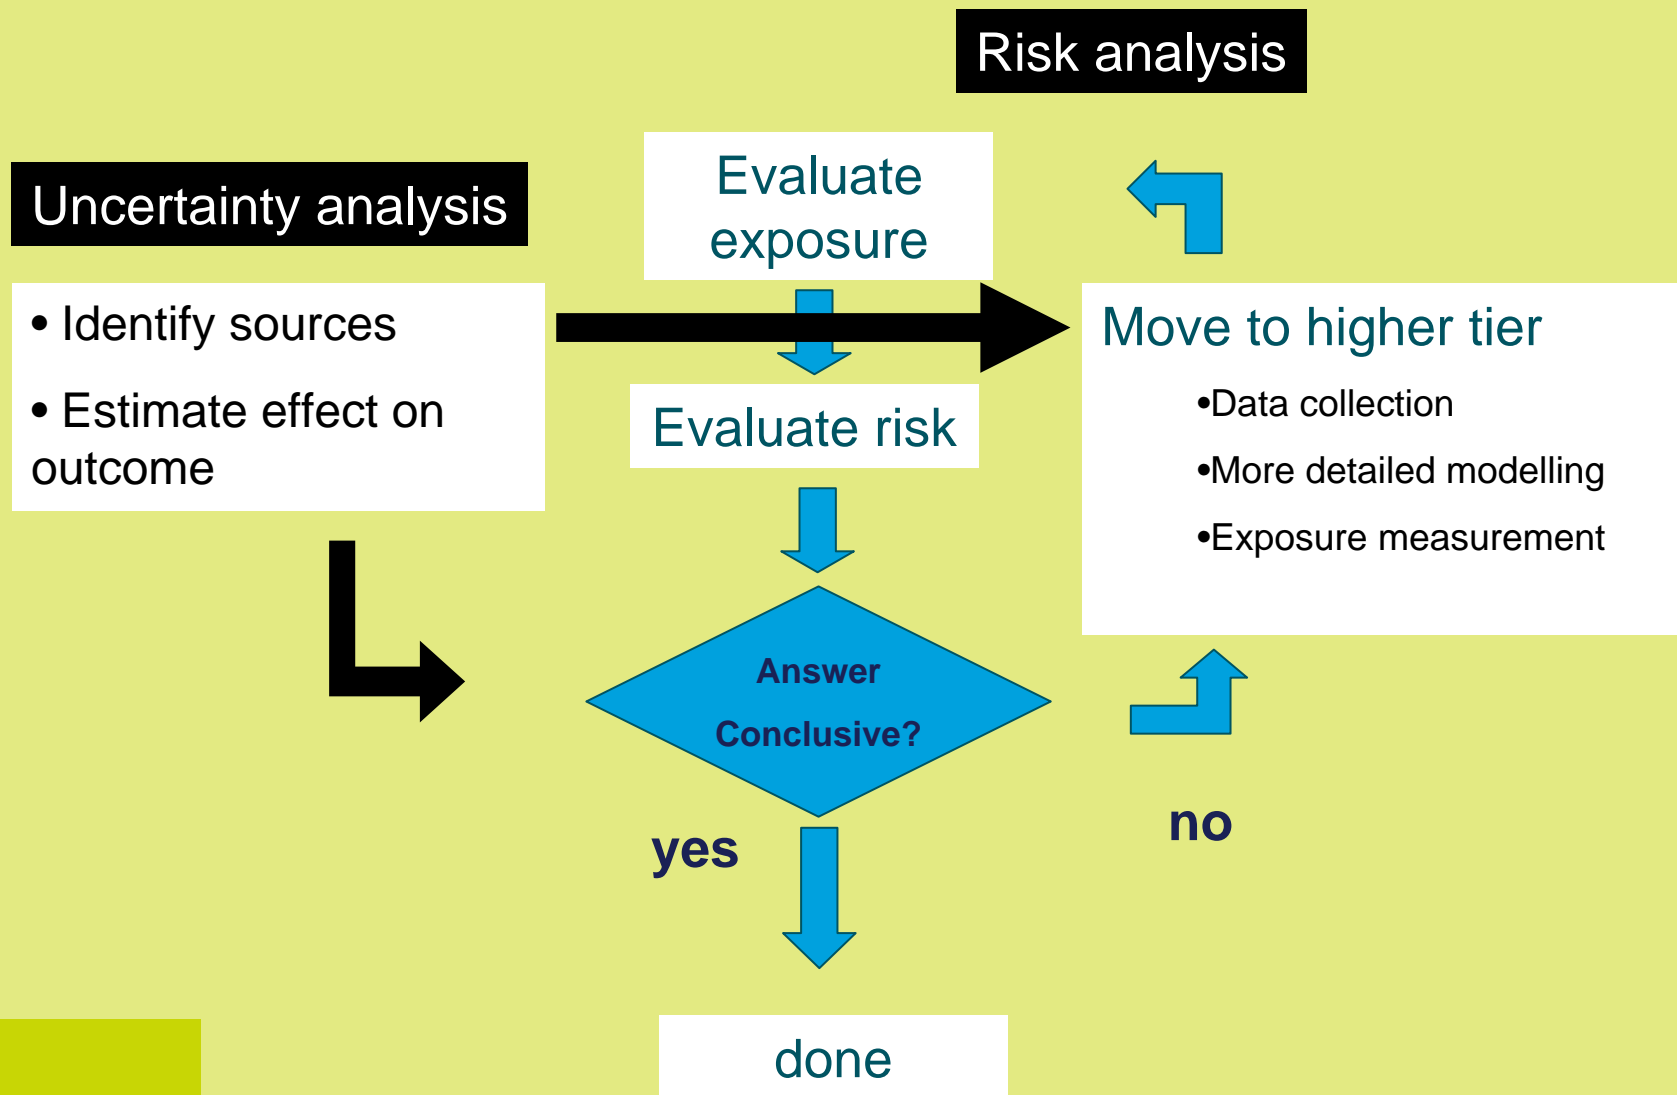 Risk analysis
Uncertainty analysis
• Identify sources
• Estimate effect on
outcome
Evaluate
exposure
Evaluate risk
Move to higher tier
•Data collection
•More detailed modelling
•Exposure measurement
Answer
Conclusive?
yes
no
done